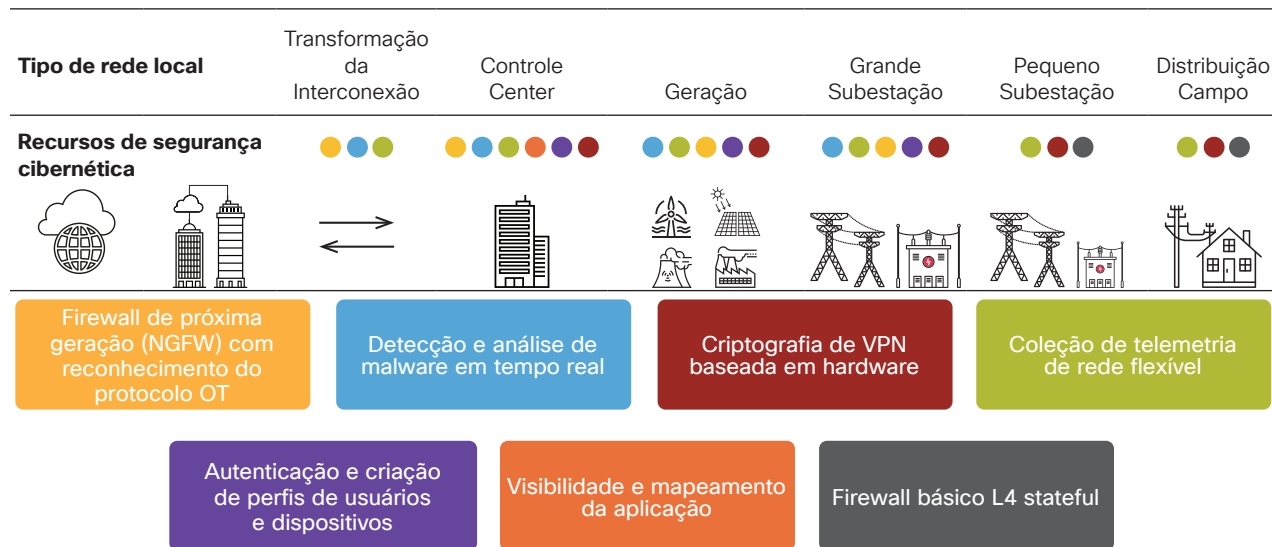 Tipo de rede local
Transformação
da
Interconexão
Controle
Center
Geração
Grande
Subestação
Pequeno
Subestação
Distribuição
Campo
Recursos de segurança
cibernética
Firewall de próxima
geração (NGFW) com
reconhecimento do
protocolo OT
Detecção e análise de
malware em tempo real
Criptografia de VPN
baseada em hardware
Coleção de telemetria
de rede flexível
Autenticação e criação
de perfis de usuários
e dispositivos
Visibilidade e mapeamento
da aplicação
Firewall básico L4 stateful